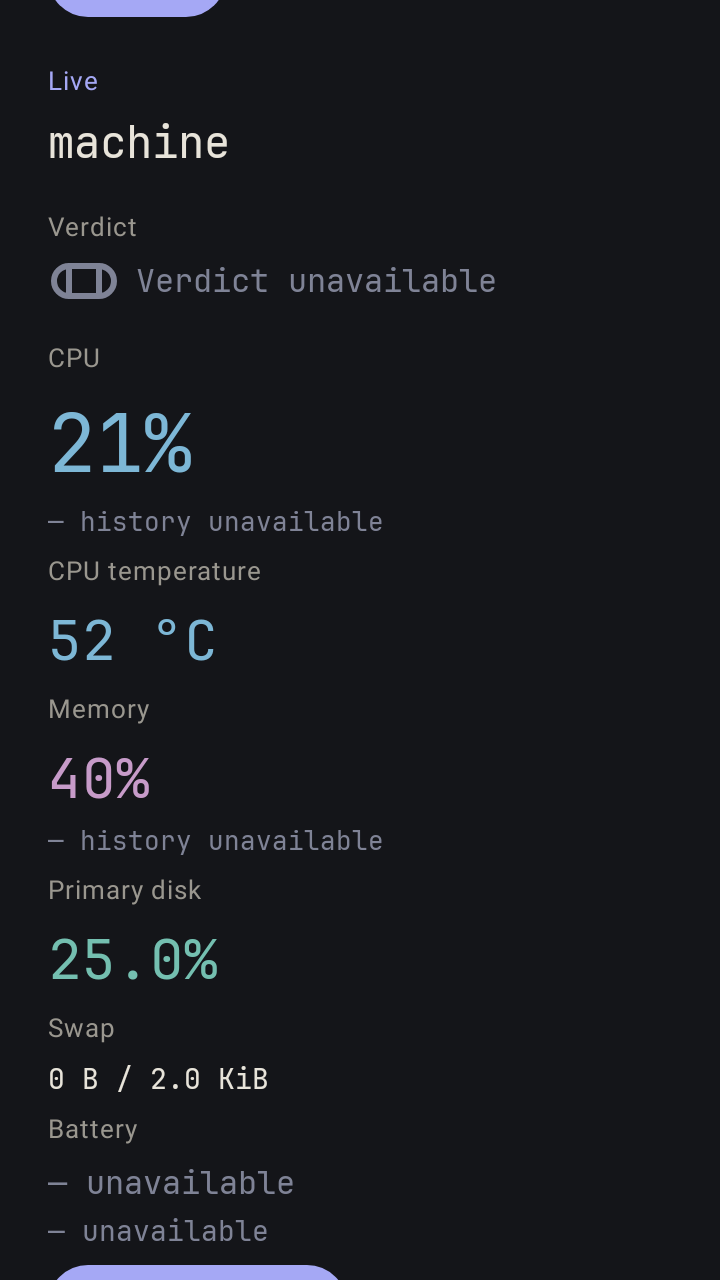 Live
machine
Verdict
Verdict unavailable
CPU
21%
— history unavailable
CPU temperature
52 °C
Memory
40%
— history unavailable
Primary disk
25.0%
Swap
0 B / 2.0 KiB
Battery
— unavailable
— unavailable